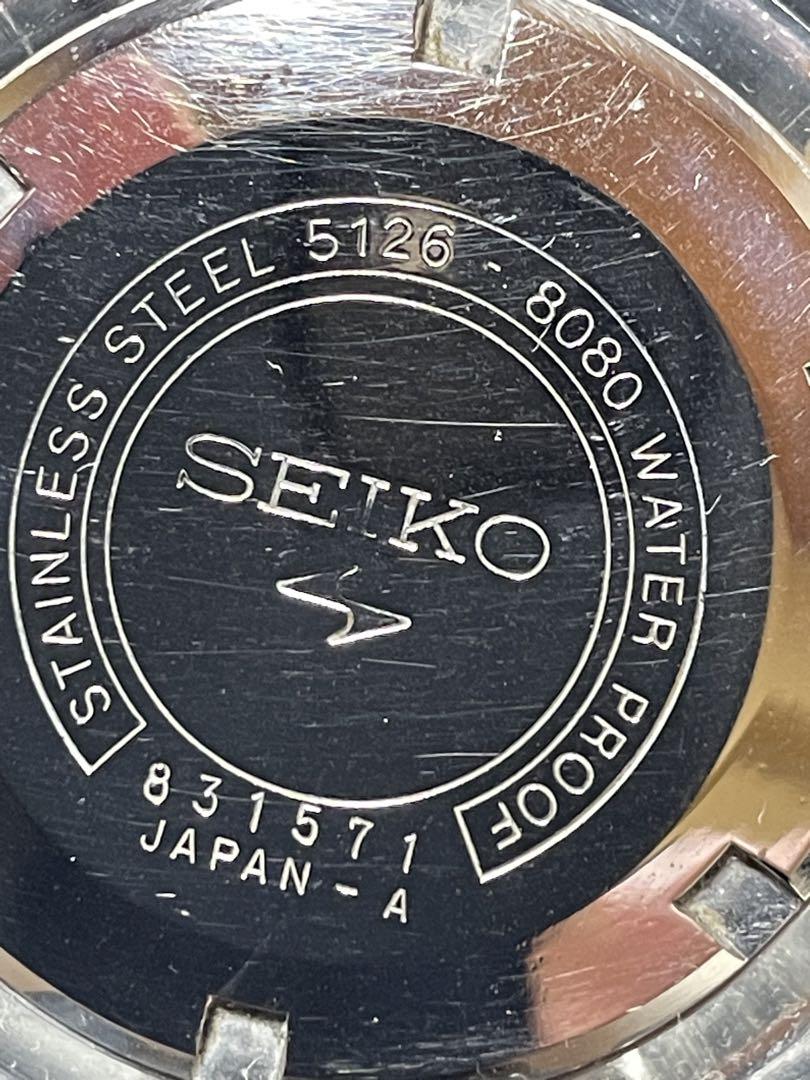 STAINLESS STEEL 5126 - 8080 WATER PROOF
SEIKO
831571
JAPAN - A